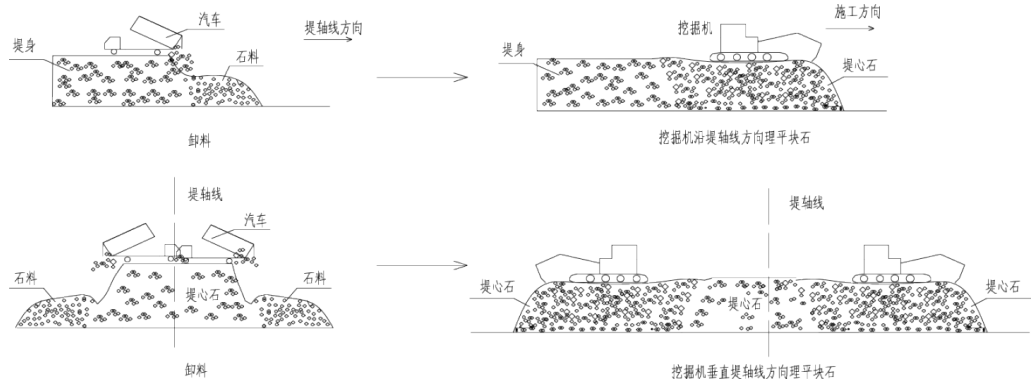 汽车
堤轴线方向
堤身
石料
卸料
挖掘机
施工方向
堤身
堤心石
挖掘机沿堤轴线方向理平块石
堤轴线
汽车
石料
堤心石
石料
卸料
堤轴线
堤心石
堤心石
堤心石
挖掘机垂直堤轴线方向理平块石